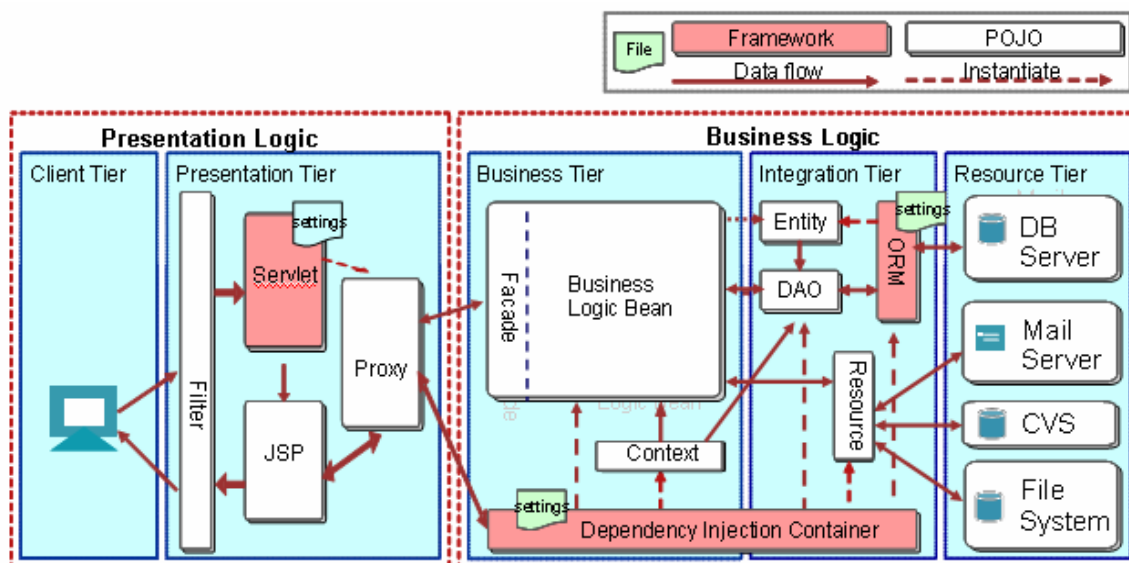 File
Framework
POJO
Data flow
Instantiate
Presentation Logic
Business Logic
Client Tier
Presentation Tier
Business Tier
Integration Tier
Resource Tier
settings
Servlet
Filter
Proxy
JSP
Facade
Business
Logic Bean
Logic Bean
Context
settings
Dependency Injection Container
Entity
DAO
settings
ORM
Resource
DB
Server
Mail
Server
CVS
File
System